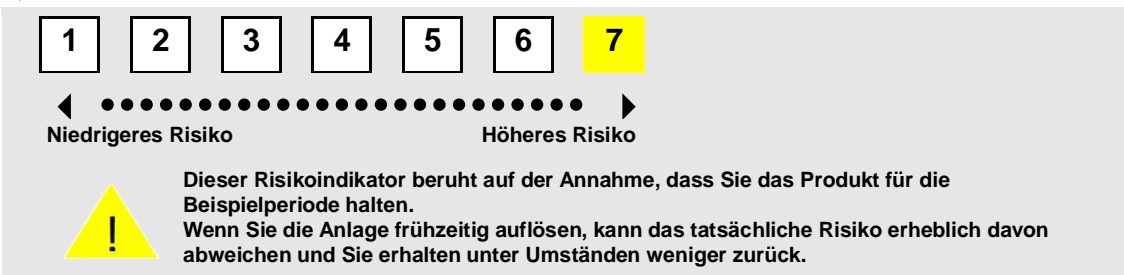 1 2 3 4 5 6 7
Niedrigeres Risiko Höheres Risiko
Dieser Risikoindikator beruht auf der Annahme, dass Sie das Produkt für die
Beispielperiode halten.
Wenn Sie die Anlage frühzeitig auflösen, kann das tatsächliche Risiko erheblich davon
abweichen und Sie erhalten unter Umständen weniger zurück.
!